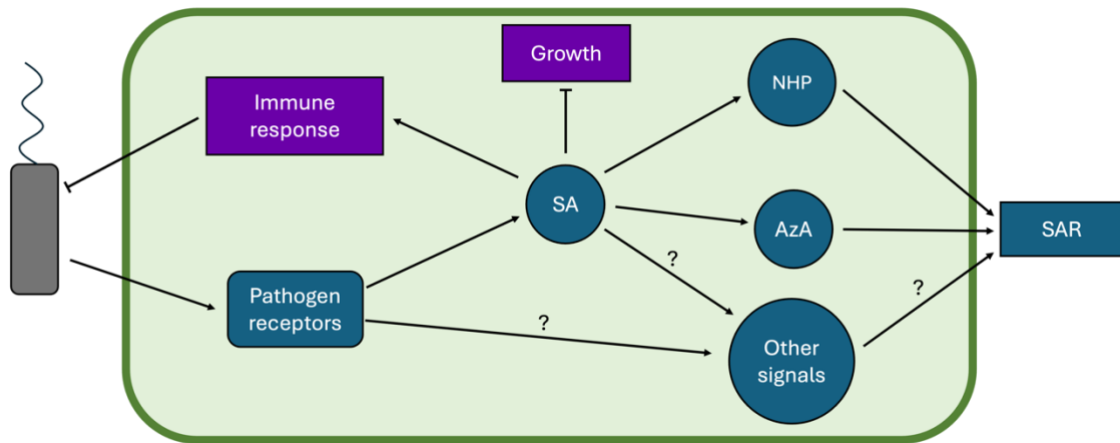 Growth
NHP
Immune
response
SA
AzA
SAR
?
?
Pathogen
receptors
?
Other
signals